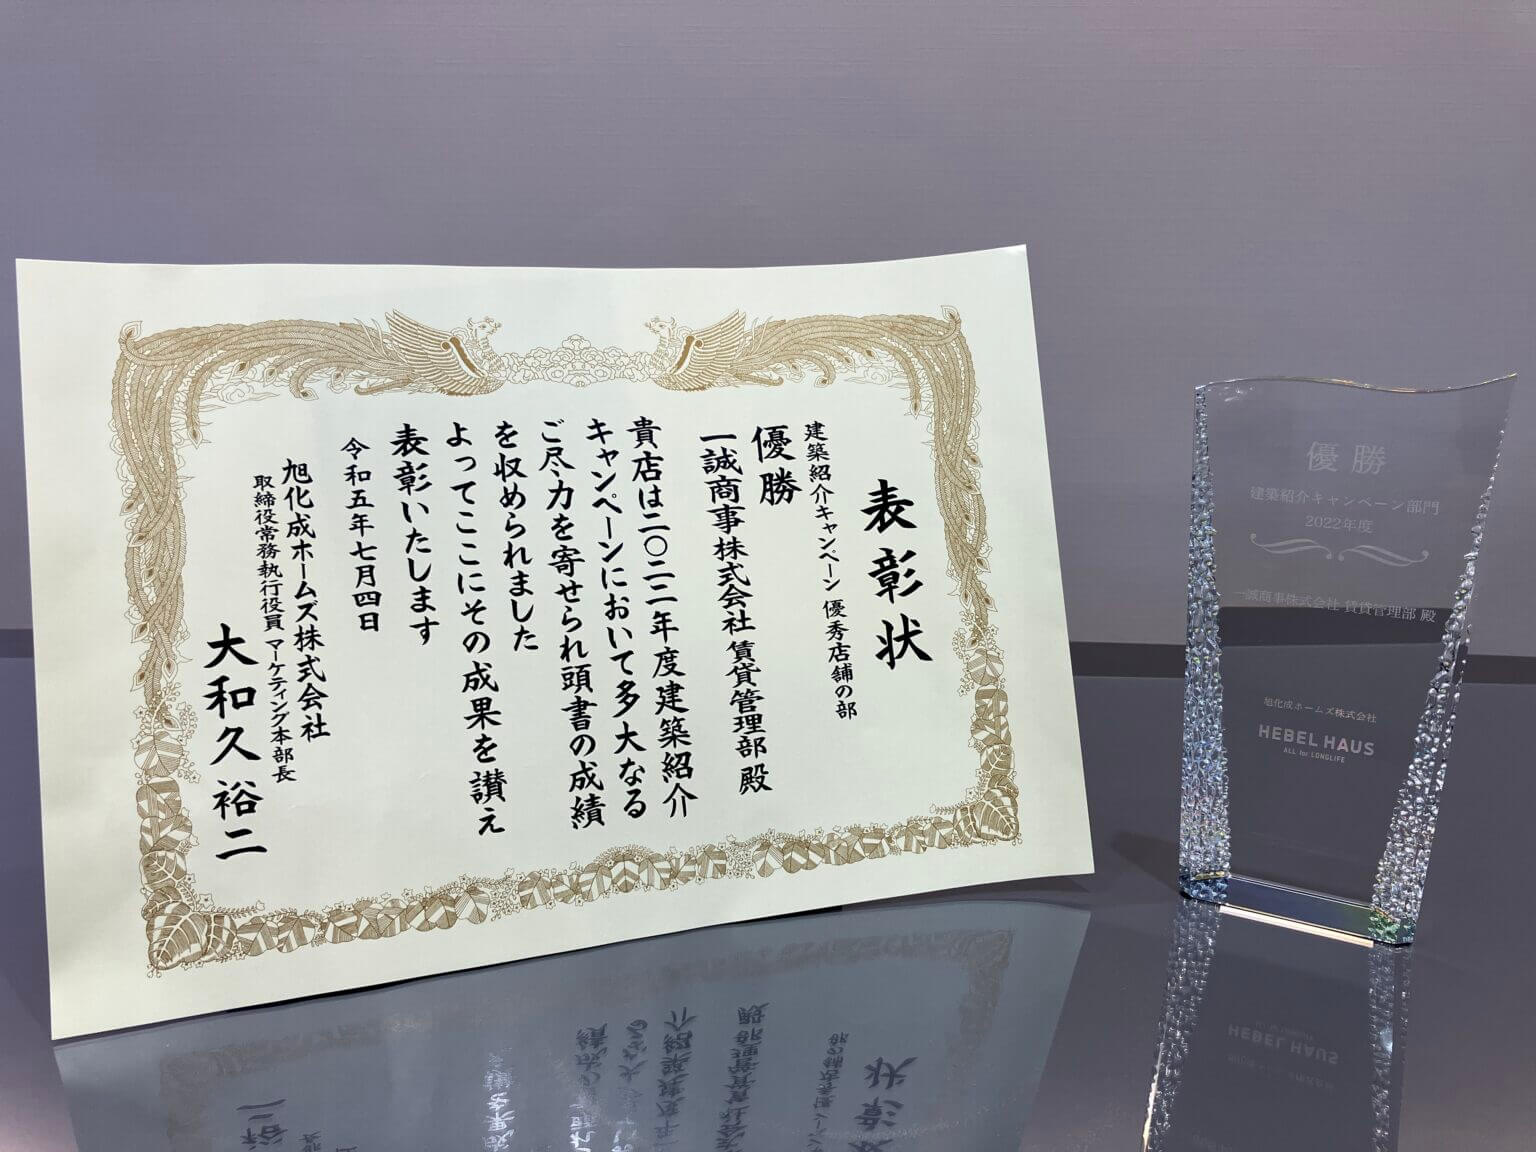 表彰状
建築紹介キャンペーン 優秀店舗の部
優勝
一誠商事株式会社 賃貸管理部 殿
貴店は二〇二二年度建築紹介
キャンペーンにおいて多大なる
ご尽力を寄せられ頭書の成績
を収められました
よってここにその成果を讃え
表彰いたします
令和五年七月四日
旭化成ホームズ株式会社
取締役常務執行役員 マーケティング本部長
大和久 裕二
優勝
建築紹介キャンペーン部門
2022年度
一誠商事株式会社 賃貸管理部 殿
旭化成ホームズ株式会社
HEBEL HAUS
ALL for LONGLIFE